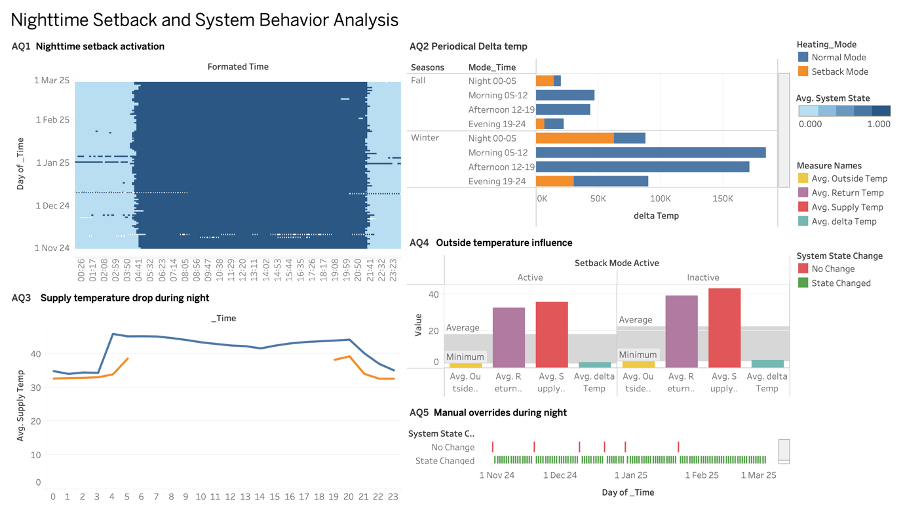 Nighttime Setback and System Behavior Analysis
AQ1 Nighttime setback activation
Formated Time
Day of _Time
1 Mar 25
1 Feb 25
1 Jan 25
1 Dec 24
1 Nov 24
00:26 01:17 02:08 02:59 03:50 04:41 05:32 06:23 07:14 08:05 08:56 09:47 10:38 11:29 12:20 13:11 14:02 14:53 15:44 16:35 17:26 18:17 19:08 19:59 20:50 21:41 22:32 23:23
AQ2 Periodical Delta temp
Seasons Mode_Time
Fall Night 00-05
Morning 05-12
Afternoon 12-19
Evening 19-24
Winter Night 00-05
Morning 05-12
Afternoon 12-19
Evening 19-24
0K 50K 100K 150K
delta Temp
Heating_Mode
Normal Mode
Setback Mode
Avg. System State
0.000 1.000
Measure Names
Avg. Outside Temp
Avg. Return Temp
Avg. Supply Temp
Avg. delta Temp
System State Change
No Change
State Changed
AQ3 Supply temperature drop during night
_Time
Avg. Supply Temp
40
30
20
10
0
0 1 2 3 4 5 6 7 8 9 10 11 12 13 14 15 16 17 18 19 20 21 22 23
AQ4 Outside temperature influence
Setback Mode Active
Active Inactive
Value
40
20
0
Average Average
Minimum Minimum
Avg. Ou Avg. R Avg. S Avg. delta Avg. Ou Avg. R Avg. S Avg. delta
tside.. eturn.. upply.. Temp tside.. eturn.. upply.. Temp
AQ5 Manual overrides during night
System State C..
No Change
State Changed
1 Nov 24 1 Dec 24 1 Jan 25 1 Feb 25 1 Mar 25
Day of _Time